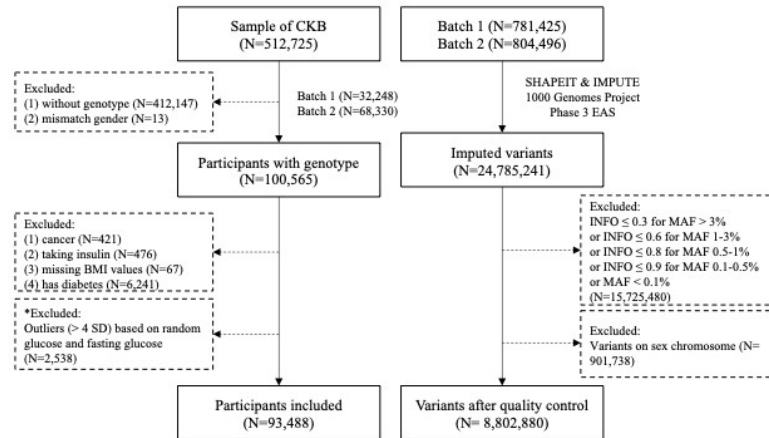 Sample of CKB
(N=512,725)
Excluded:
(1) without genotype (N=412,147)
(2) mismatch gender (N=13)
Batch 1 (N=32,248)
Batch 2 (N=68,330)
Participants with genotype
(N=100,565)
Excluded:
(1) cancer (N=421)
(2) taking insulin (N=476)
(3) missing BMI values (N=67)
(4) has diabetes (N=6,241)
*Excluded:
Outliers (> 4 SD) based on random
glucose and fasting glucose
(N=2,538)
Participants included
(N=93,488)
Batch 1 (N=781,425)
Batch 2 (N=804,496)
SHAPEIT & IMPUTE
1000 Genomes Project
Phase 3 EAS
Imputed variants
(N=24,785,241)
Excluded:
INFO ≤ 0.3 for MAF > 3%
or INFO ≤ 0.6 for MAF 1-3%
or INFO ≤ 0.8 for MAF 0.5-1%
or INFO ≤ 0.9 for MAF 0.1-0.5%
or MAF < 0.1%
(N=15,725,480)
Excluded:
Variants on sex chromosome (N=
901,738)
Variants after quality control
(N= 8,802,880)